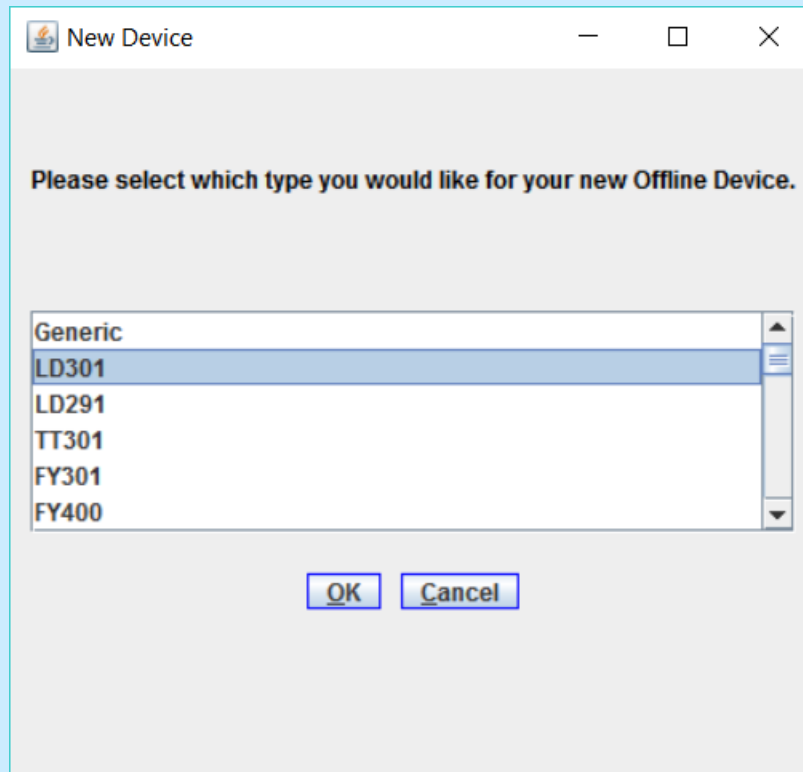 New Device
Please select which type you would like for your new Offline Device.
Generic
LD301
LD291
TT301
FY301
FY400
OK Cancel